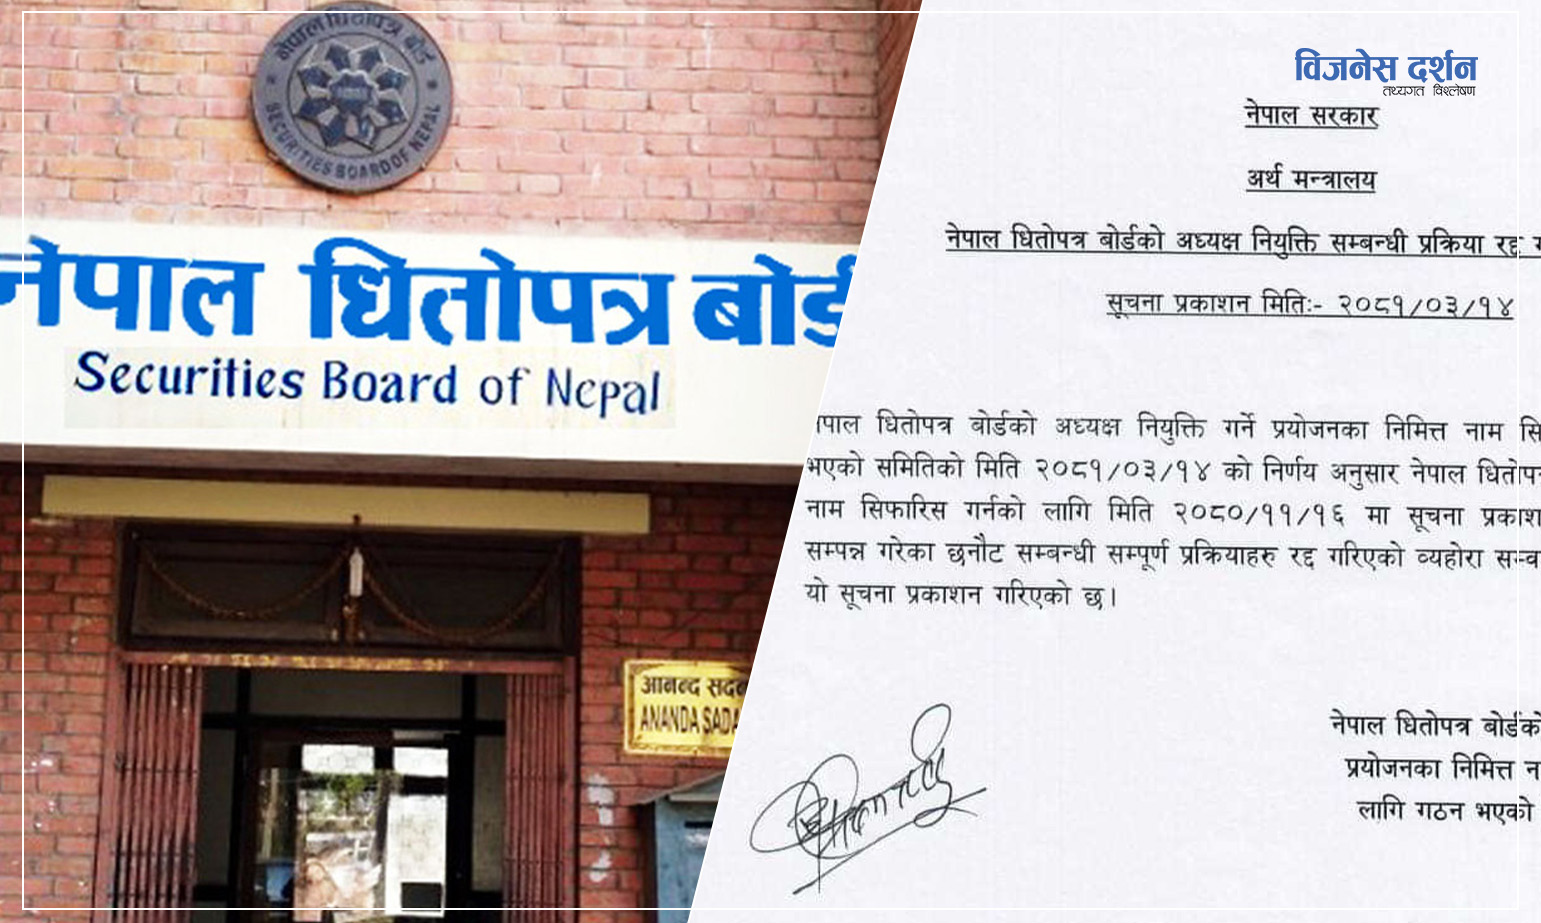 नेपाल धितोपत्र बोर्ड
SECURITIES BOARD OF NEPAL
नेपाल धितोपत्र बोर्ड
Securities Board of Nepal
आनन्द सदन
ANANDA SADA
विजनेस दर्शन
तथ्यगत विश्लेषण
नेपाल सरकार
अर्थ मन्त्रालय
नेपाल धितोपत्र बोर्डको अध्यक्ष नियुक्ति सम्बन्धी प्रक्रिया रद्द
सूचना प्रकाशन मितिः- २०८१/०३/१४
नेपाल धितोपत्र बोर्डको अध्यक्ष नियुक्ति गर्ने प्रयोजनका निमित्त नाम सि
भएको समितिको मिति २०८१/०३/१४ को निर्णय अनुसार नेपाल धितोपत्र
नाम सिफारिस गर्नको लागि मिति २०८०/११/१६ मा सूचना प्रकाश
सम्पन्न गरेका छनौट सम्बन्धी सम्पूर्ण प्रक्रियाहरु रद्द गरिएको व्यहोरा सम्व
यो सूचना प्रकाशन गरिएको छ।
नेपाल धितोपत्र बोर्डको
प्रयोजनका निमित्त न
लागि गठन भएको